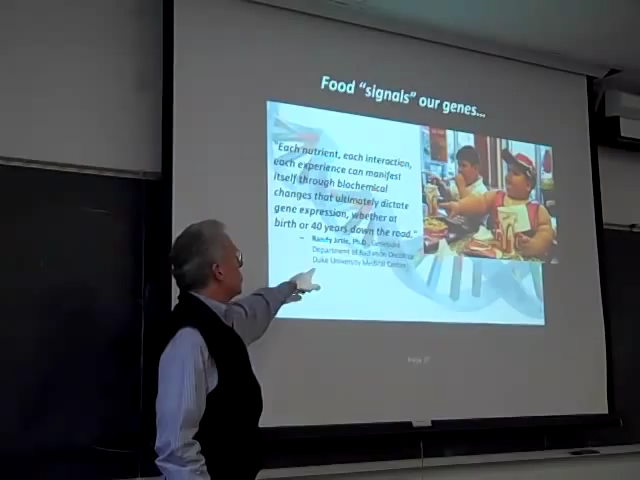 Food “signals” our genes...
"Each nutrient, each interaction,
each experience can manifest
itself through biochemical
changes that ultimately dictate
gene expression, whether at
birth or 40 years down the road."
– Randy Jirtle, Ph.D.,
Department of Radiation Oncology
Duke University Medical Center